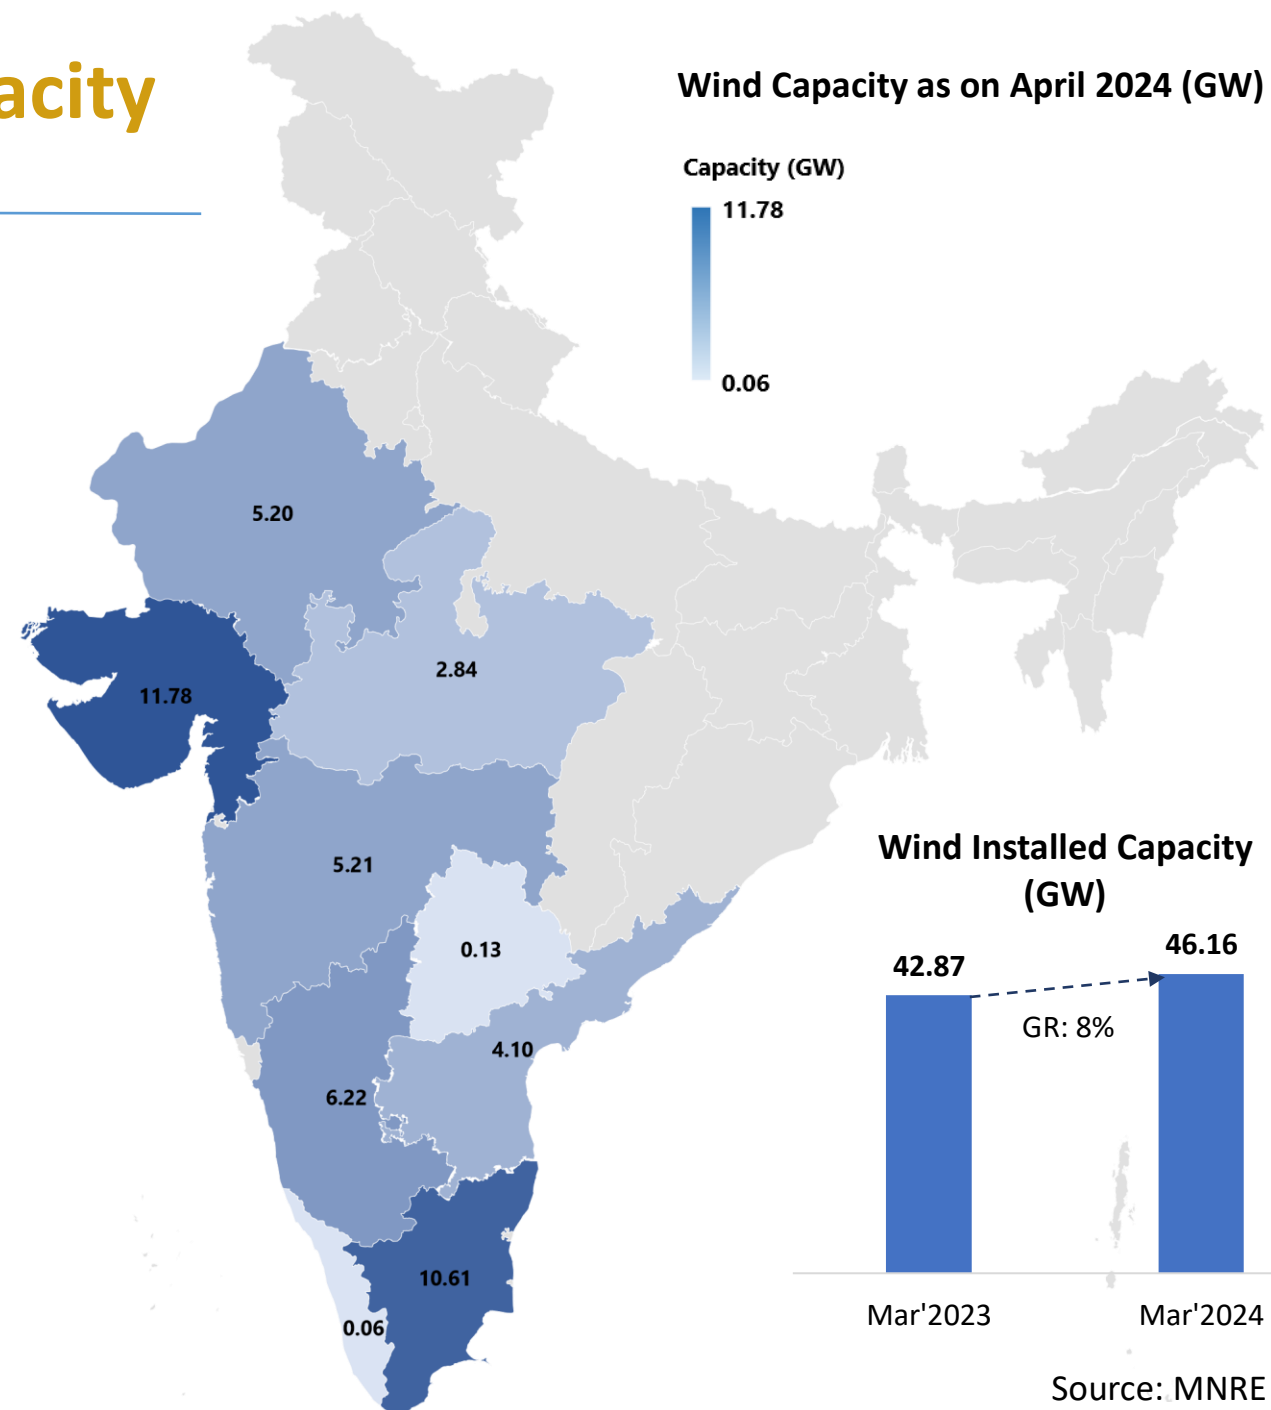 acity
Wind Capacity as on April 2024 (GW)
Capacity (GW)
11.78
0.06
5.20
2.84
11.78
5.21
0.13
4.10
6.22
10.61
0.06
Wind Installed Capacity
(GW)
42.87
46.16
GR: 8%
Mar'2023
Mar'2024
Source: MNRE